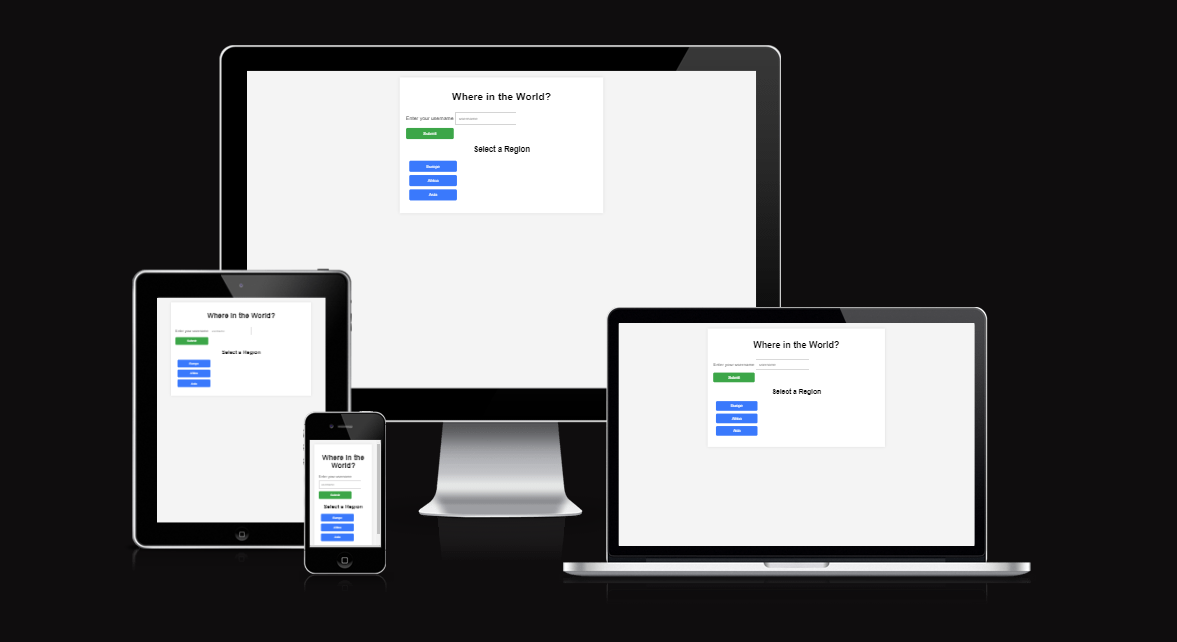 Where in the World?
Enter your username
username
Submit
Select a Region
Europe
Africa
Asia
Where in the World?
Enter your username
username
Submit
Select a Region
Europe
Africa
Asia
Where in the World?
Enter your username
username
Submit
Select a Region
Europe
Africa
Asia
Where in the
World?
Enter your username
username
Submit
Select a Region
Europe
Africa
Asia